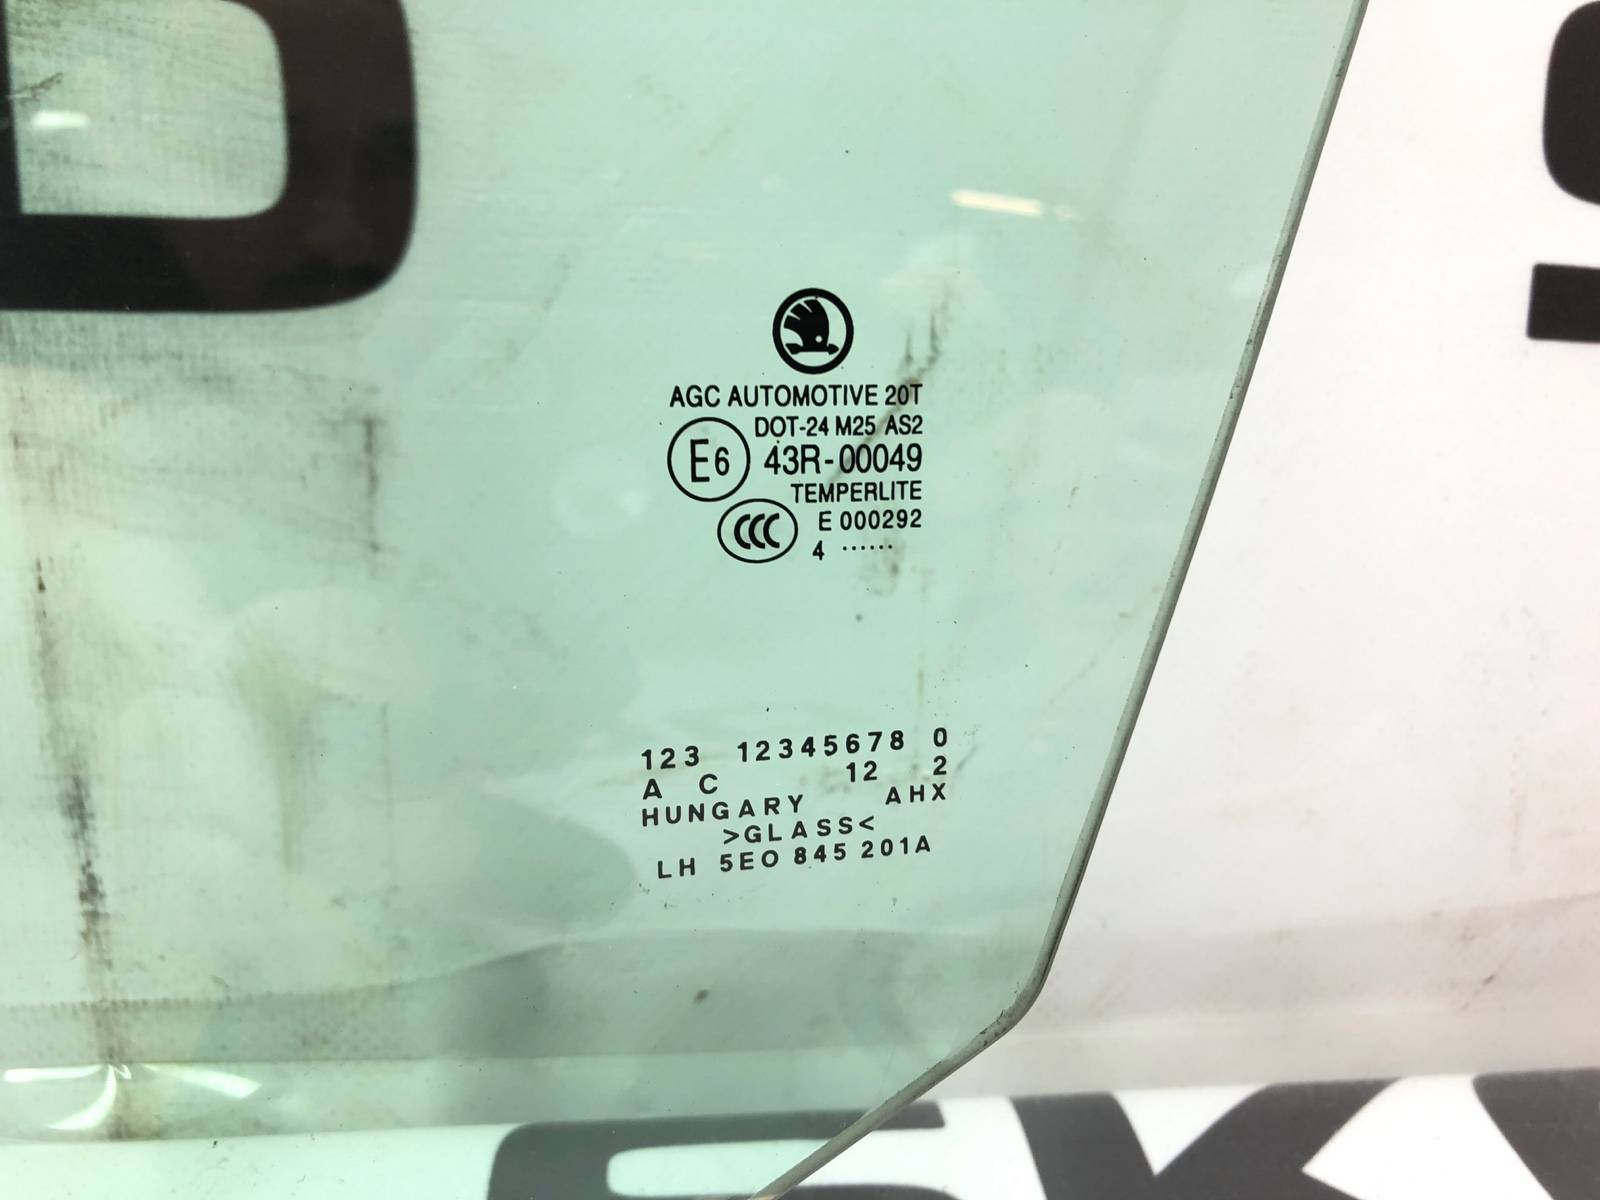 AGC AUTOMOTIVE 20T
DOT-24 M25 AS2
E6 43R-00049
TEMPERLITE
CCC E 000292
4 ······
123 12345678 0
A C 12 2
HUNGARY AHX
>GLASS<
LH 5E0 845 201A